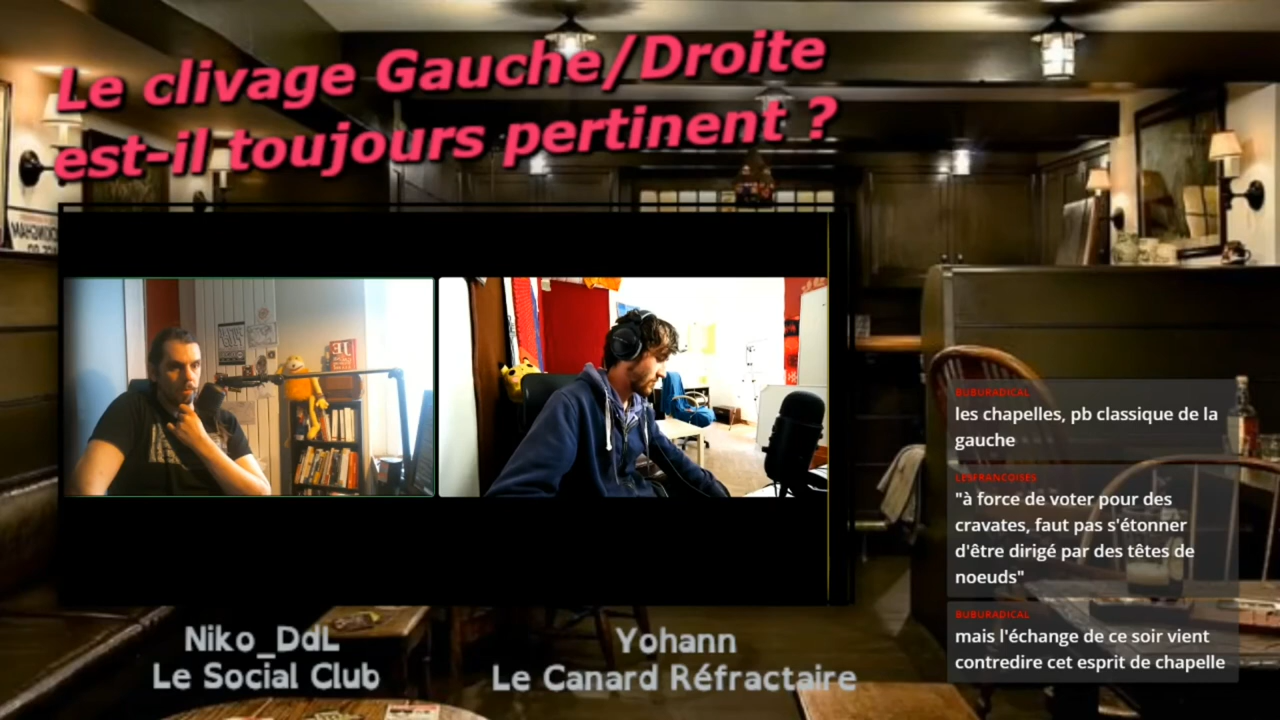 Le clivage Gauche/Droite
est-il toujours pertinent ?
BUBURADICAL
les chapelles, pb classique de la
gauche
LESFRANCOISES
"à force de voter pour des
cravates, faut pas s'étonner
d'être dirigé par des têtes de
noeuds"
BUBURADICAL
mais l'échange de ce soir vient
contredire cet esprit de chapelle
Niko_DdL
Le Social Club
Yohann
Le Canard Réfractaire